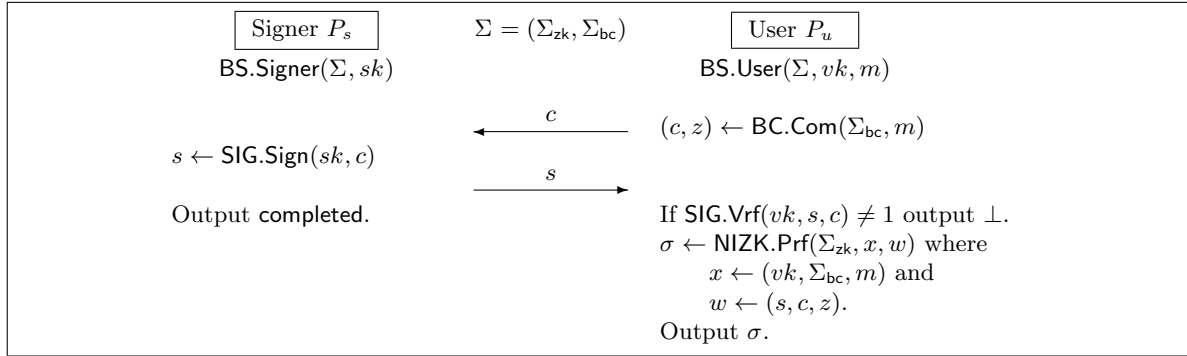 Signer P_s Σ = (Σ_zk, Σ_bc) User P_u
BS.Signer(Σ, sk) BS.User(Σ, vk, m)
c (c, z) ← BC.Com(Σ_bc, m)
s ← SIG.Sign(sk, c)
s
Output completed. If SIG.Vrf(vk, s, c) ≠ 1 output ⊥.
σ ← NIZK.Prf(Σ_zk, x, w) where
x ← (vk, Σ_bc, m) and
w ← (s, c, z).
Output σ.